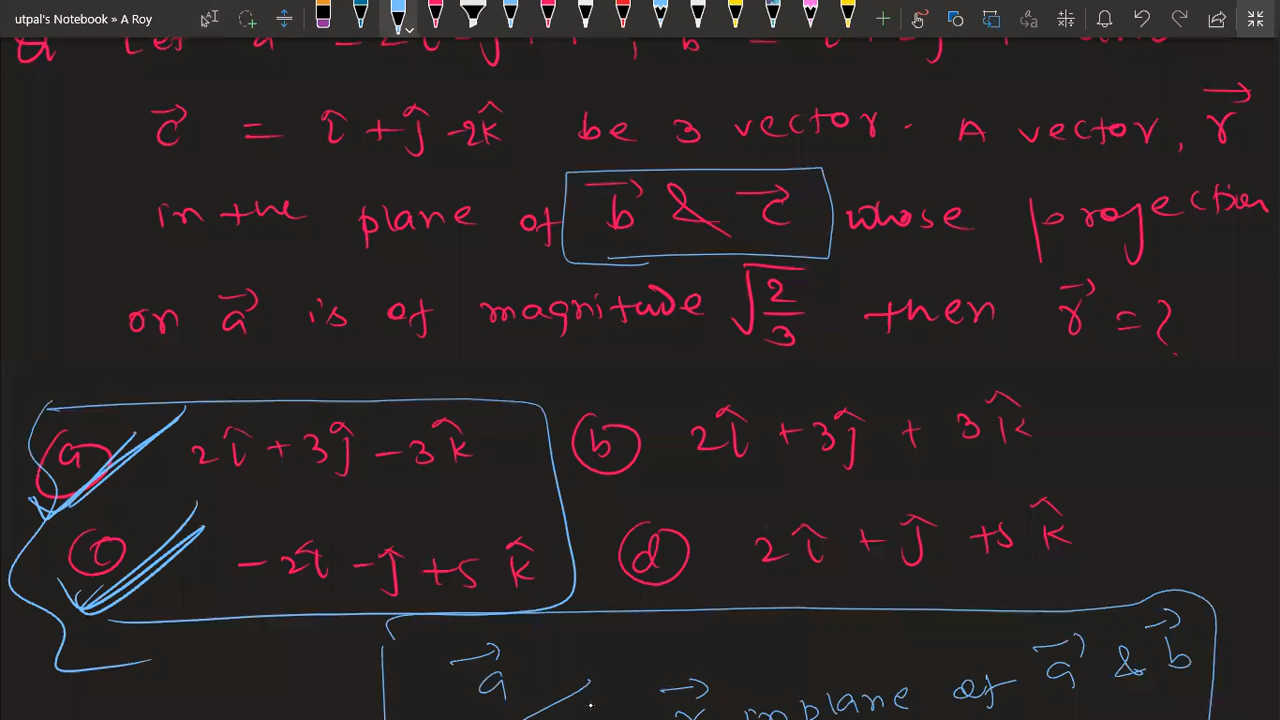 utpal's Notebook » A Roy
c⃗ = î + ĵ - 2k̂ be 3 vector. A vector, r⃗
in the plane of b⃗ & c⃗ whose projection
on a⃗ is of magnitude √(2/3) then r⃗ = ?
(a) 2î + 3ĵ - 3k̂ (b) 2î + 3ĵ + 3k̂
(c) -2î - ĵ + 5k̂ (d) 2î + ĵ + 5k̂
a⃗ r⃗ in plane of a⃗ & b⃗